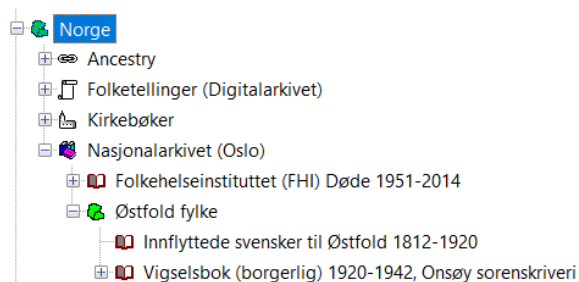 Norge
Ancestry
Folketellinger (Digitalarkivet)
Kirkebøker
Nasjonalarkivet (Oslo)
Folkehelseinstituttet (FHI) Døde 1951-2014
Østfold fylke
Innflyttede svensker til Østfold 1812-1920
Vigselsbok (borgerlig) 1920-1942, Onsøy sorenskriveri